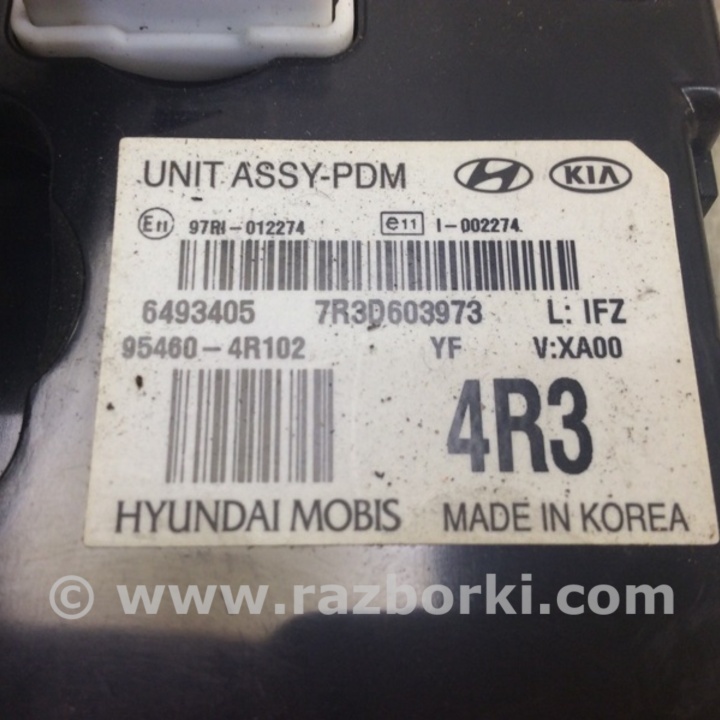 UNIT ASSY-PDM KIA
E11 97RI-012274 e11 I-002274
6493405 7R3D603973 L: IFZ
95460-4R102 YF V:XA00
4R3
HYUNDAI MOBIS MADE IN KOREA
© www.razborki.com